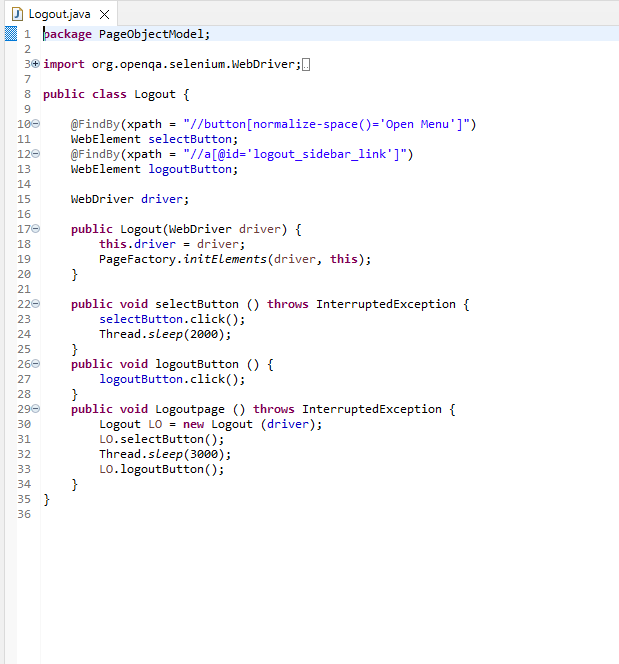 Logout.java
1 package PageObjectModel;
2
3 import org.openqa.selenium.WebDriver;
7
8 public class Logout {
9
10     @FindBy(xpath = "//button[normalize-space()='Open Menu']")
11     WebElement selectButton;
12     @FindBy(xpath = "//a[@id='logout_sidebar_link']")
13     WebElement logoutButton;
14
15     WebDriver driver;
16
17     public Logout(WebDriver driver) {
18         this.driver = driver;
19         PageFactory.initElements(driver, this);
20     }
21
22     public void selectButton () throws InterruptedException {
23         selectButton.click();
24         Thread.sleep(2000);
25     }
26     public void logoutButton () {
27         logoutButton.click();
28     }
29     public void Logoutpage () throws InterruptedException {
30         Logout LO = new Logout (driver);
31         LO.selectButton();
32         Thread.sleep(3000);
33         LO.logoutButton();
34     }
35 }
36